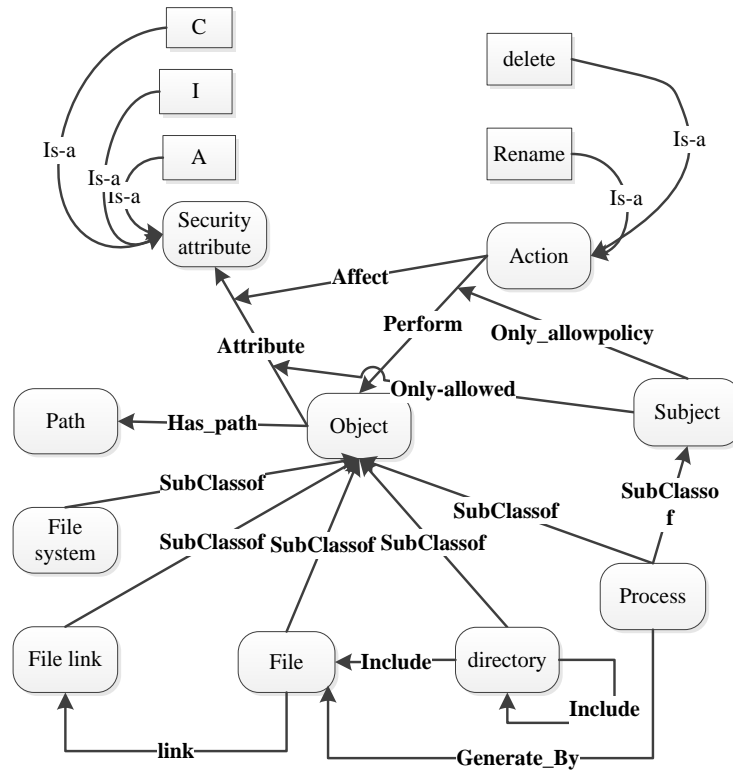 C
delete
I
Is-a
Is-a
A
Rename
Is-a
Is-a
Is-a
Security
attribute
Action
Affect
Perform
Only_allowpolicy
Attribute
Only-allowed
Path
Has_path
Object
Subject
SubClassof
SubClasso
f
SubClassof
File
system
SubClassof
SubClassof
SubClassof
Process
File link
File
Include
directory
Include
link
Generate_By